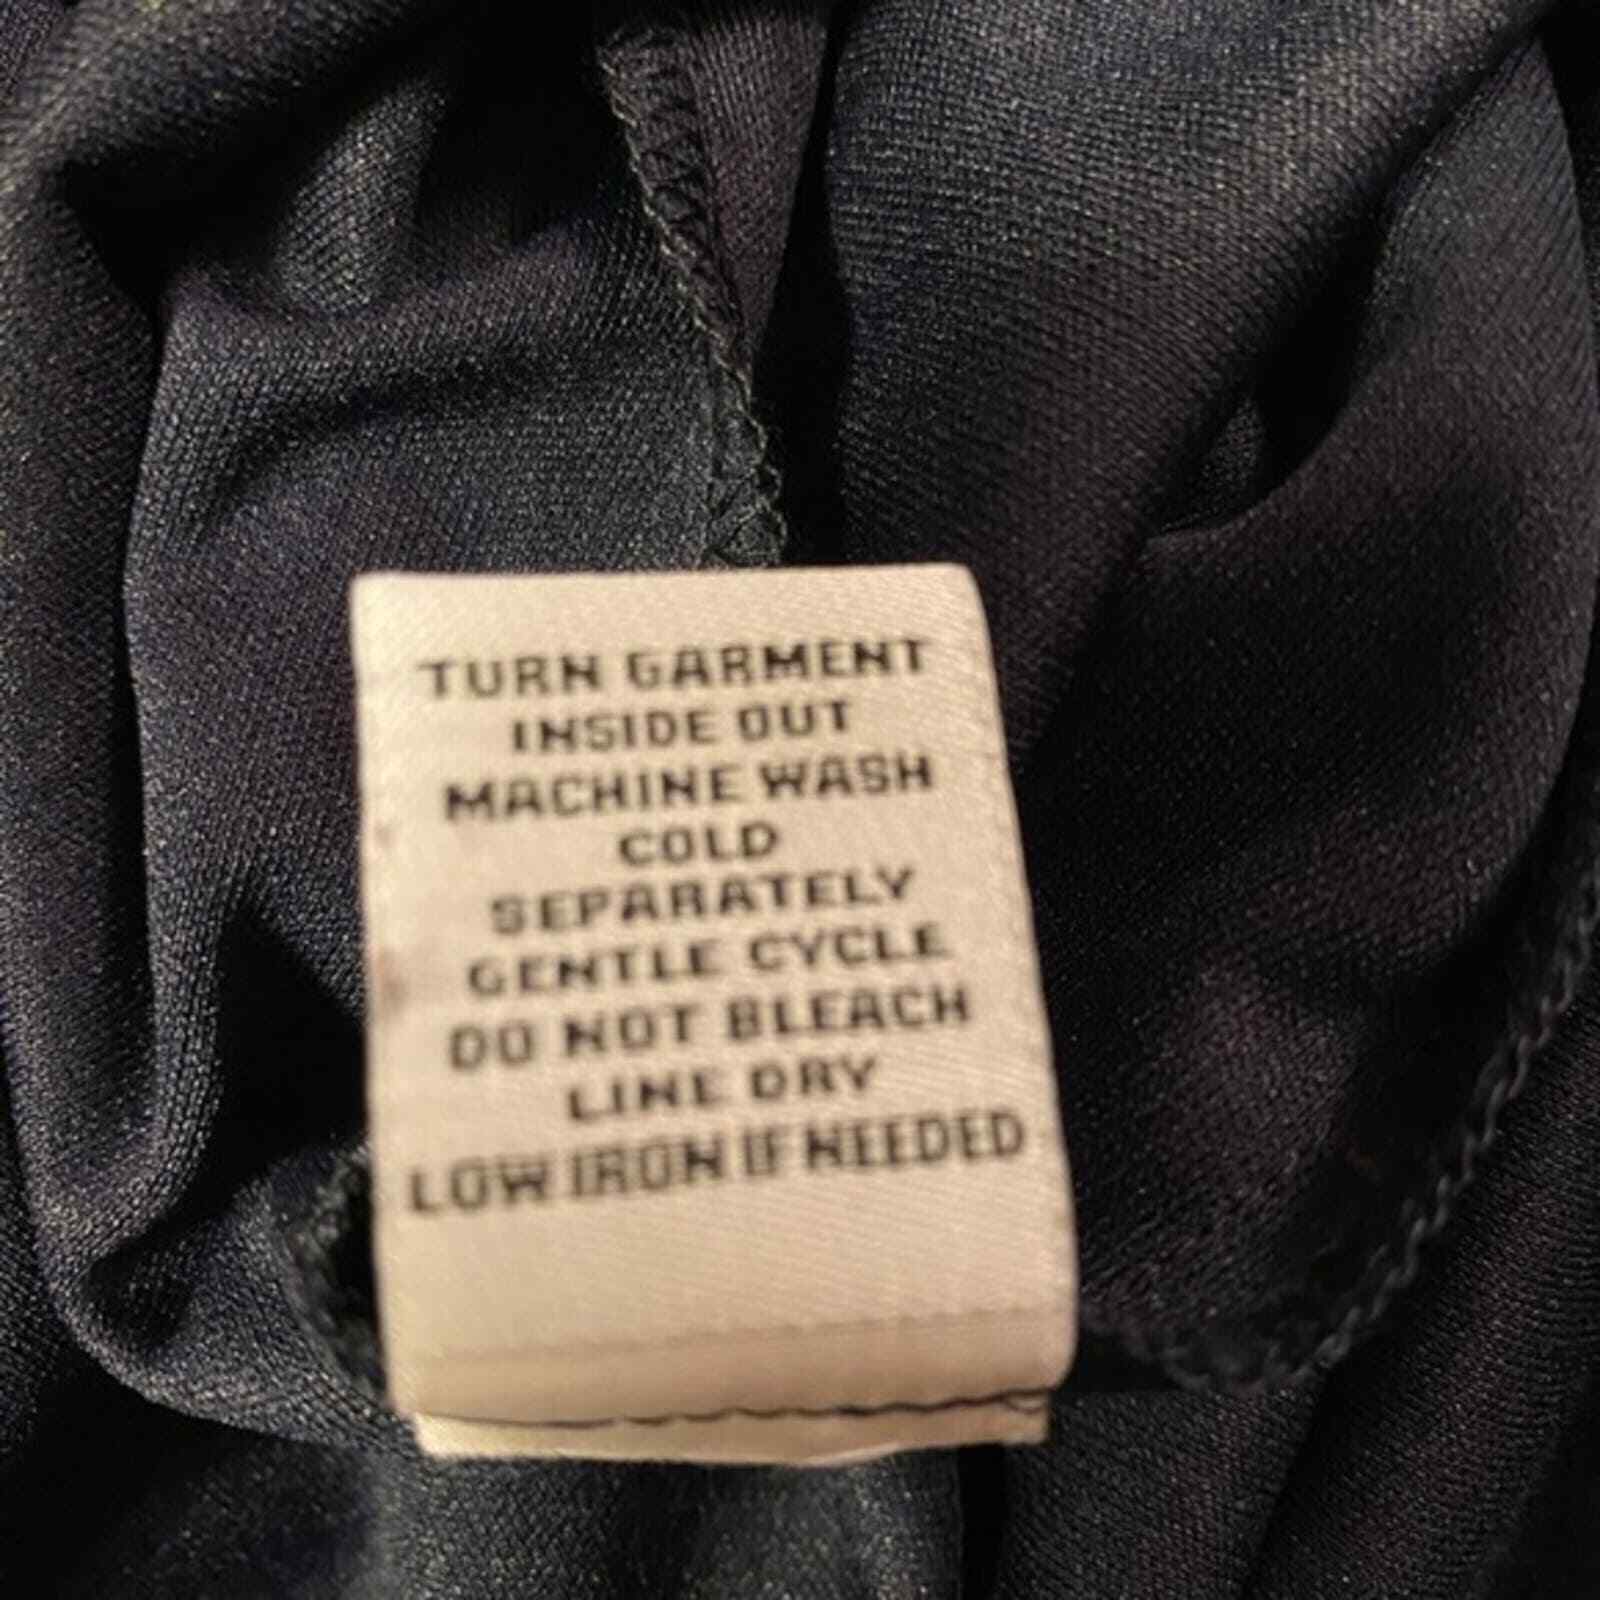 TURN GARMENT
INSIDE OUT
MACHINE WASH
COLD
SEPARATELY
GENTLE CYCLE
DO NOT BLEACH
LINE DRY
LOW IRON IF NEEDED